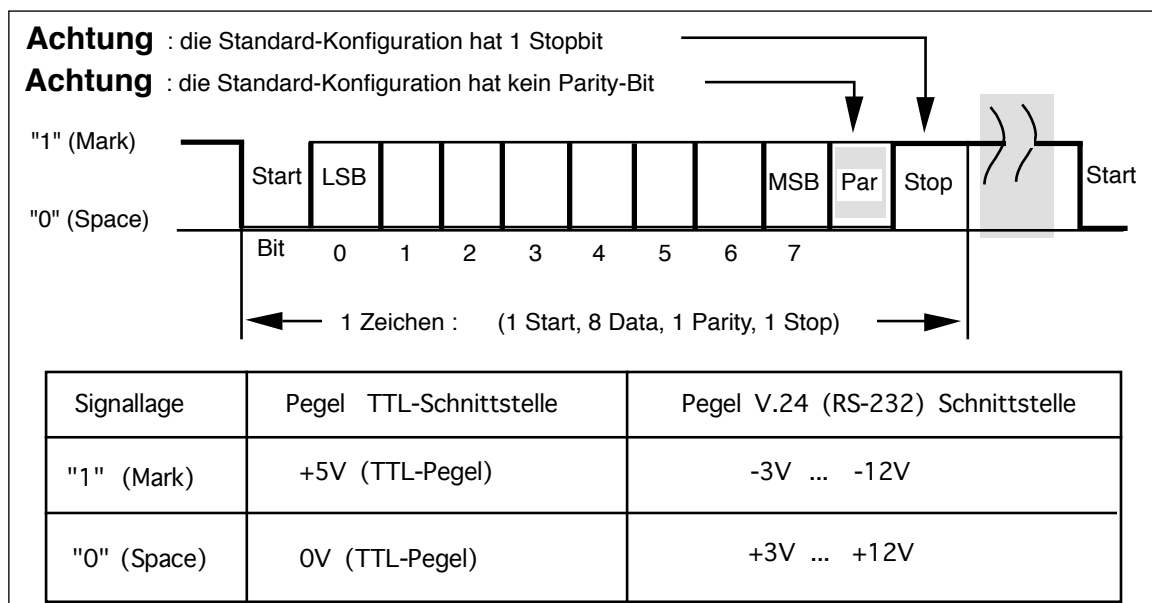 Achtung : die Standard-Konfiguration hat 1 Stopbit
Achtung : die Standard-Konfiguration hat kein Parity-Bit
"1" (Mark)
Start LSB MSB Par Stop Start
"0" (Space)
Bit 0 1 2 3 4 5 6 7
1 Zeichen : (1 Start, 8 Data, 1 Parity, 1 Stop)
Signallage Pegel TTL-Schnittstelle Pegel V.24 (RS-232) Schnittstelle
"1" (Mark) +5V (TTL-Pegel) -3V ... -12V
"0" (Space) 0V (TTL-Pegel) +3V ... +12V